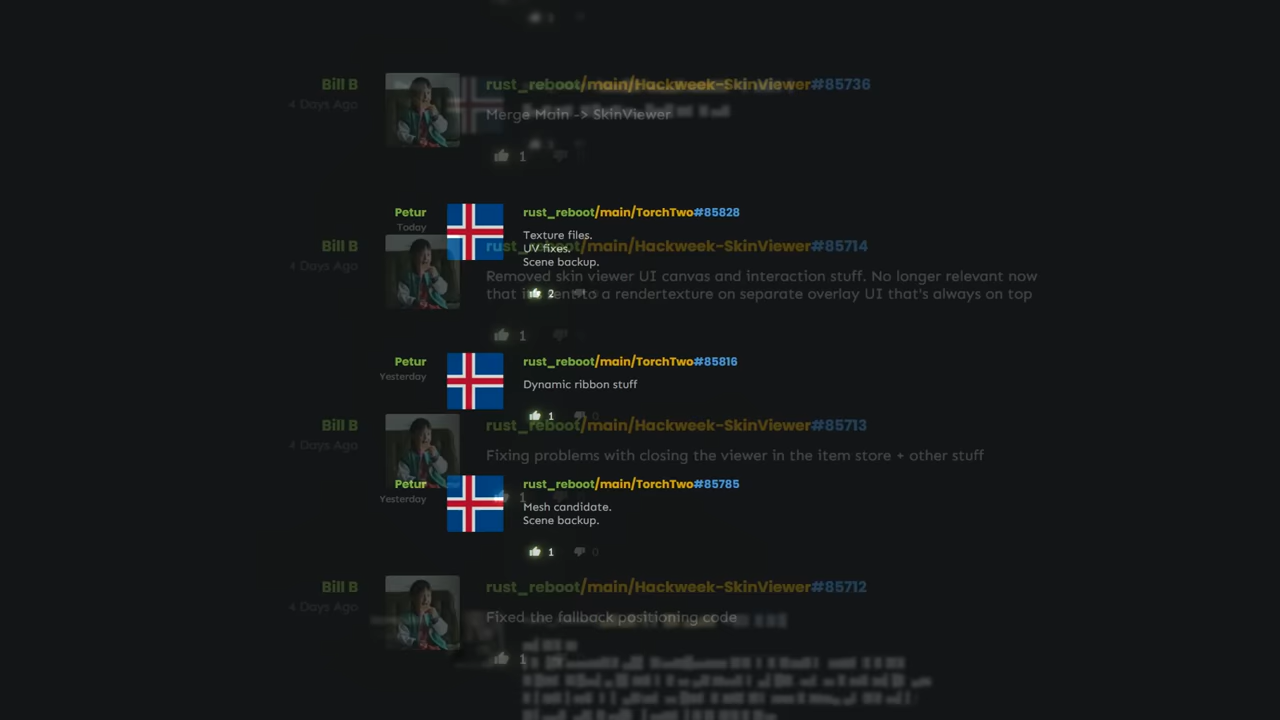 Bill B
4 Days Ago
rust_reboot/main/Hackweek-SkinViewer#85736
Merge Main -> SkinViewer
1
Petur
Today
rust_reboot/main/TorchTwo#85828
Texture files.
UV fixes.
Scene backup.
2
Bill B
4 Days Ago
rust_reboot/main/Hackweek-SkinViewer#85714
Removed skin viewer UI canvas and interaction stuff. No longer relevant now
that to a rendertexture on separate overlay UI that's always on top
1
Petur
Yesterday
rust_reboot/main/TorchTwo#85816
Dynamic ribbon stuff
1 0
Bill B
4 Days Ago
rust_reboot/main/Hackweek-SkinViewer#85713
Fixing problems with closing the viewer in the item store + other stuff
1
Petur
Yesterday
rust_reboot/main/TorchTwo#85785
Mesh candidate.
Scene backup.
1 0
Bill B
4 Days Ago
rust_reboot/main/Hackweek-SkinViewer#85712
Fixed the fallback positioning code
1